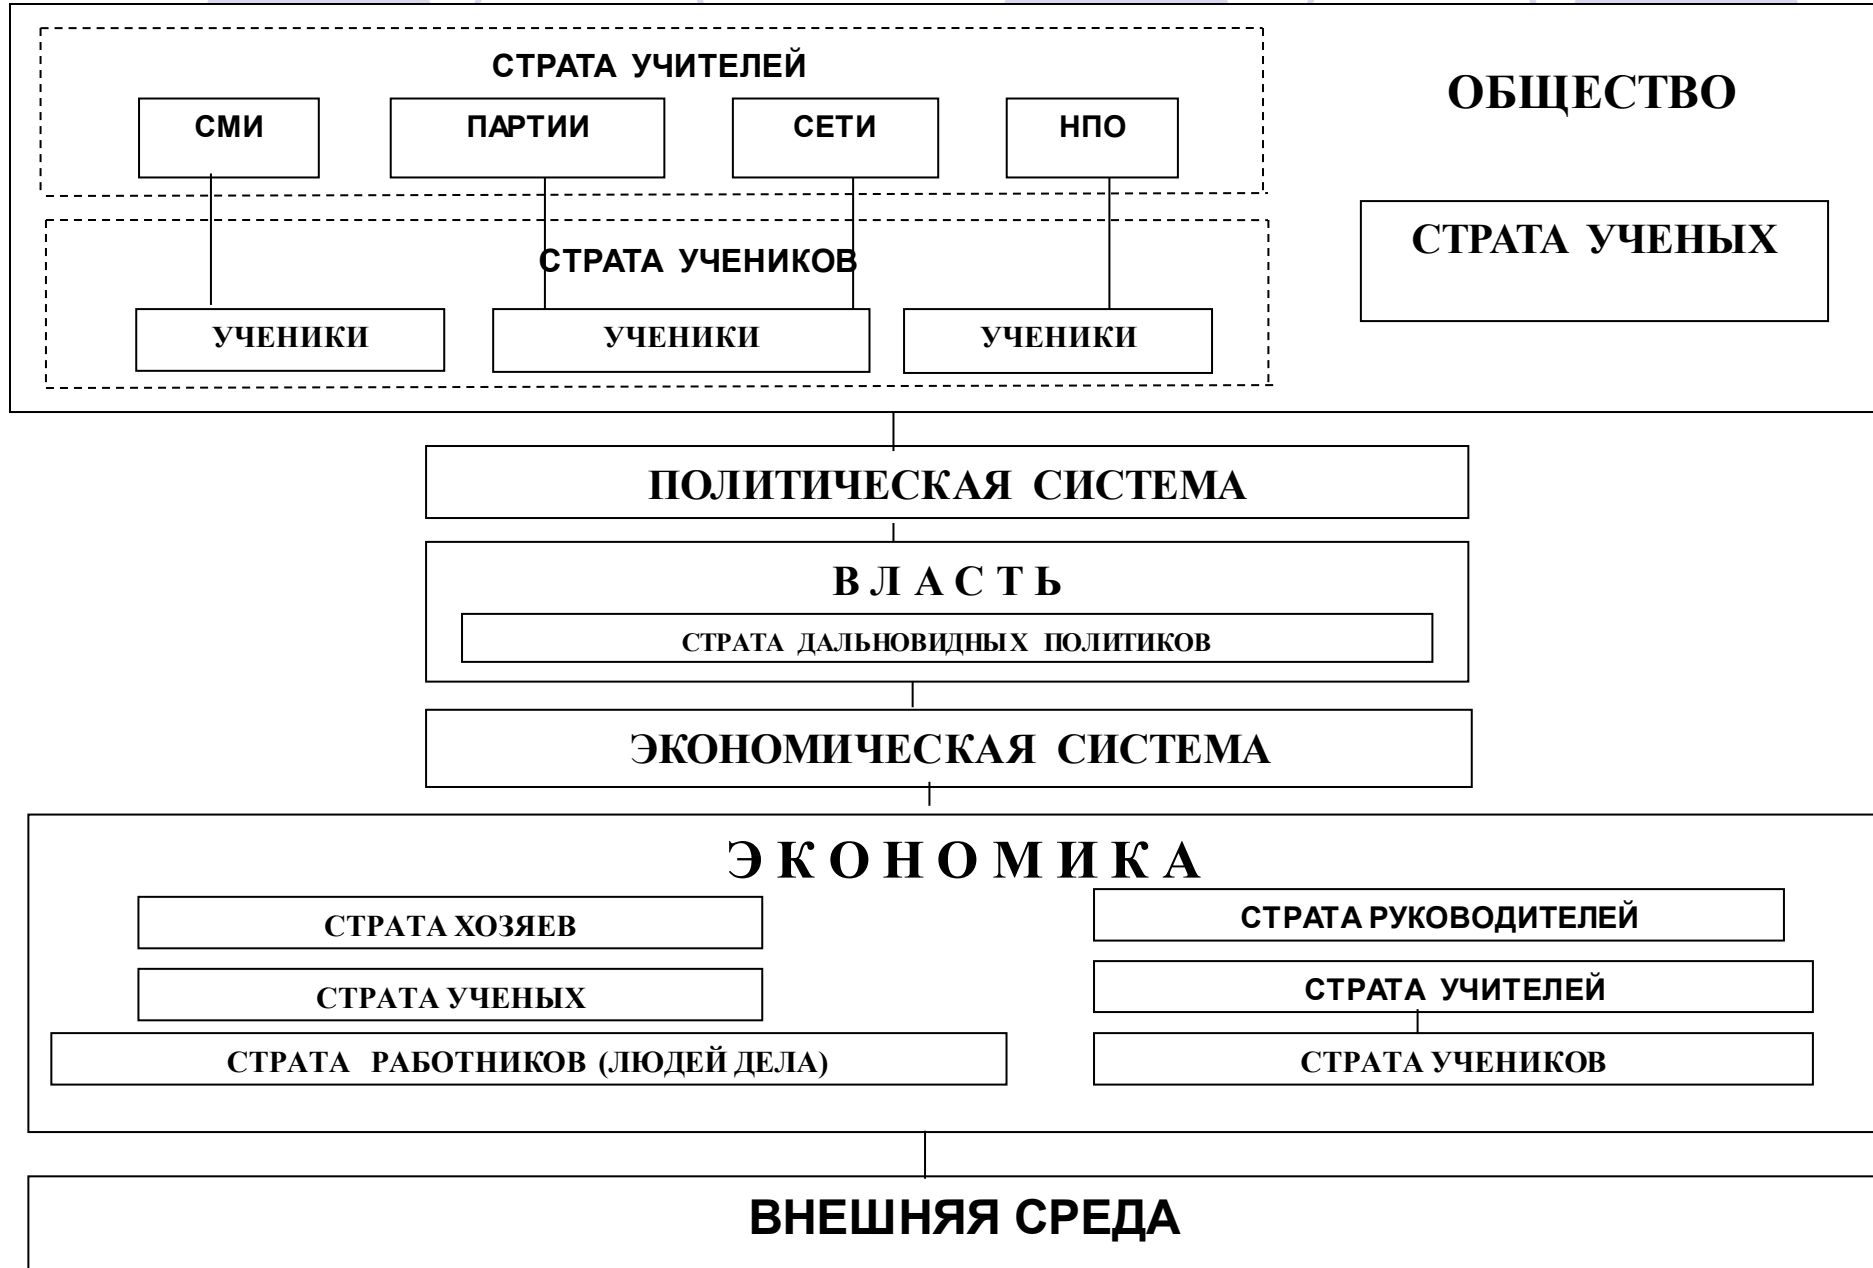 СТРАТА УЧИТЕЛЕЙ
ОБЩЕСТВО
СМИ
ПАРТИИ
СЕТИ
НПО
СТРАТА УЧЕНЫХ
СТРАТА УЧЕНИКОВ
УЧЕНИКИ
УЧЕНИКИ
УЧЕНИКИ
ПОЛИТИЧЕСКАЯ СИСТЕМА
В Л А С Т Ь
СТРАТА ДАЛЬНОВИДНЫХ ПОЛИТИКОВ
ЭКОНОМИЧЕСКАЯ СИСТЕМА
Э К О Н О М И К А
СТРАТА ХОЗЯЕВ
СТРАТА РУКОВОДИТЕЛЕЙ
СТРАТА УЧЕНЫХ
СТРАТА УЧИТЕЛЕЙ
СТРАТА РАБОТНИКОВ (ЛЮДЕЙ ДЕЛА)
СТРАТА УЧЕНИКОВ
ВНЕШНЯЯ СРЕДА